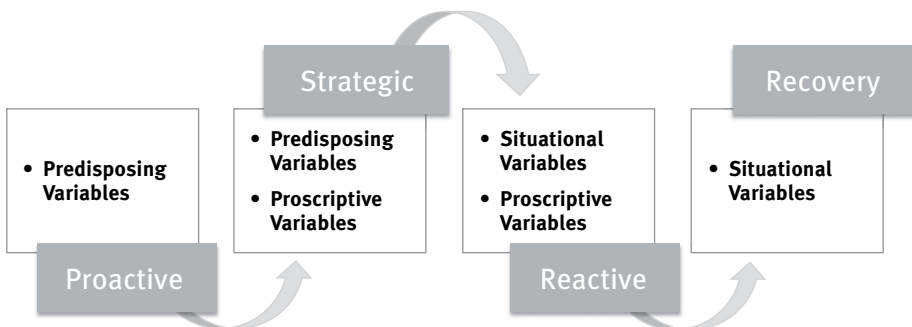 Proactive
• Predisposing
Variables
Strategic
• Predisposing
Variables
• Proscriptive
Variables
Reactive
• Situational
Variables
• Proscriptive
Variables
Recovery
• Situational
Variables